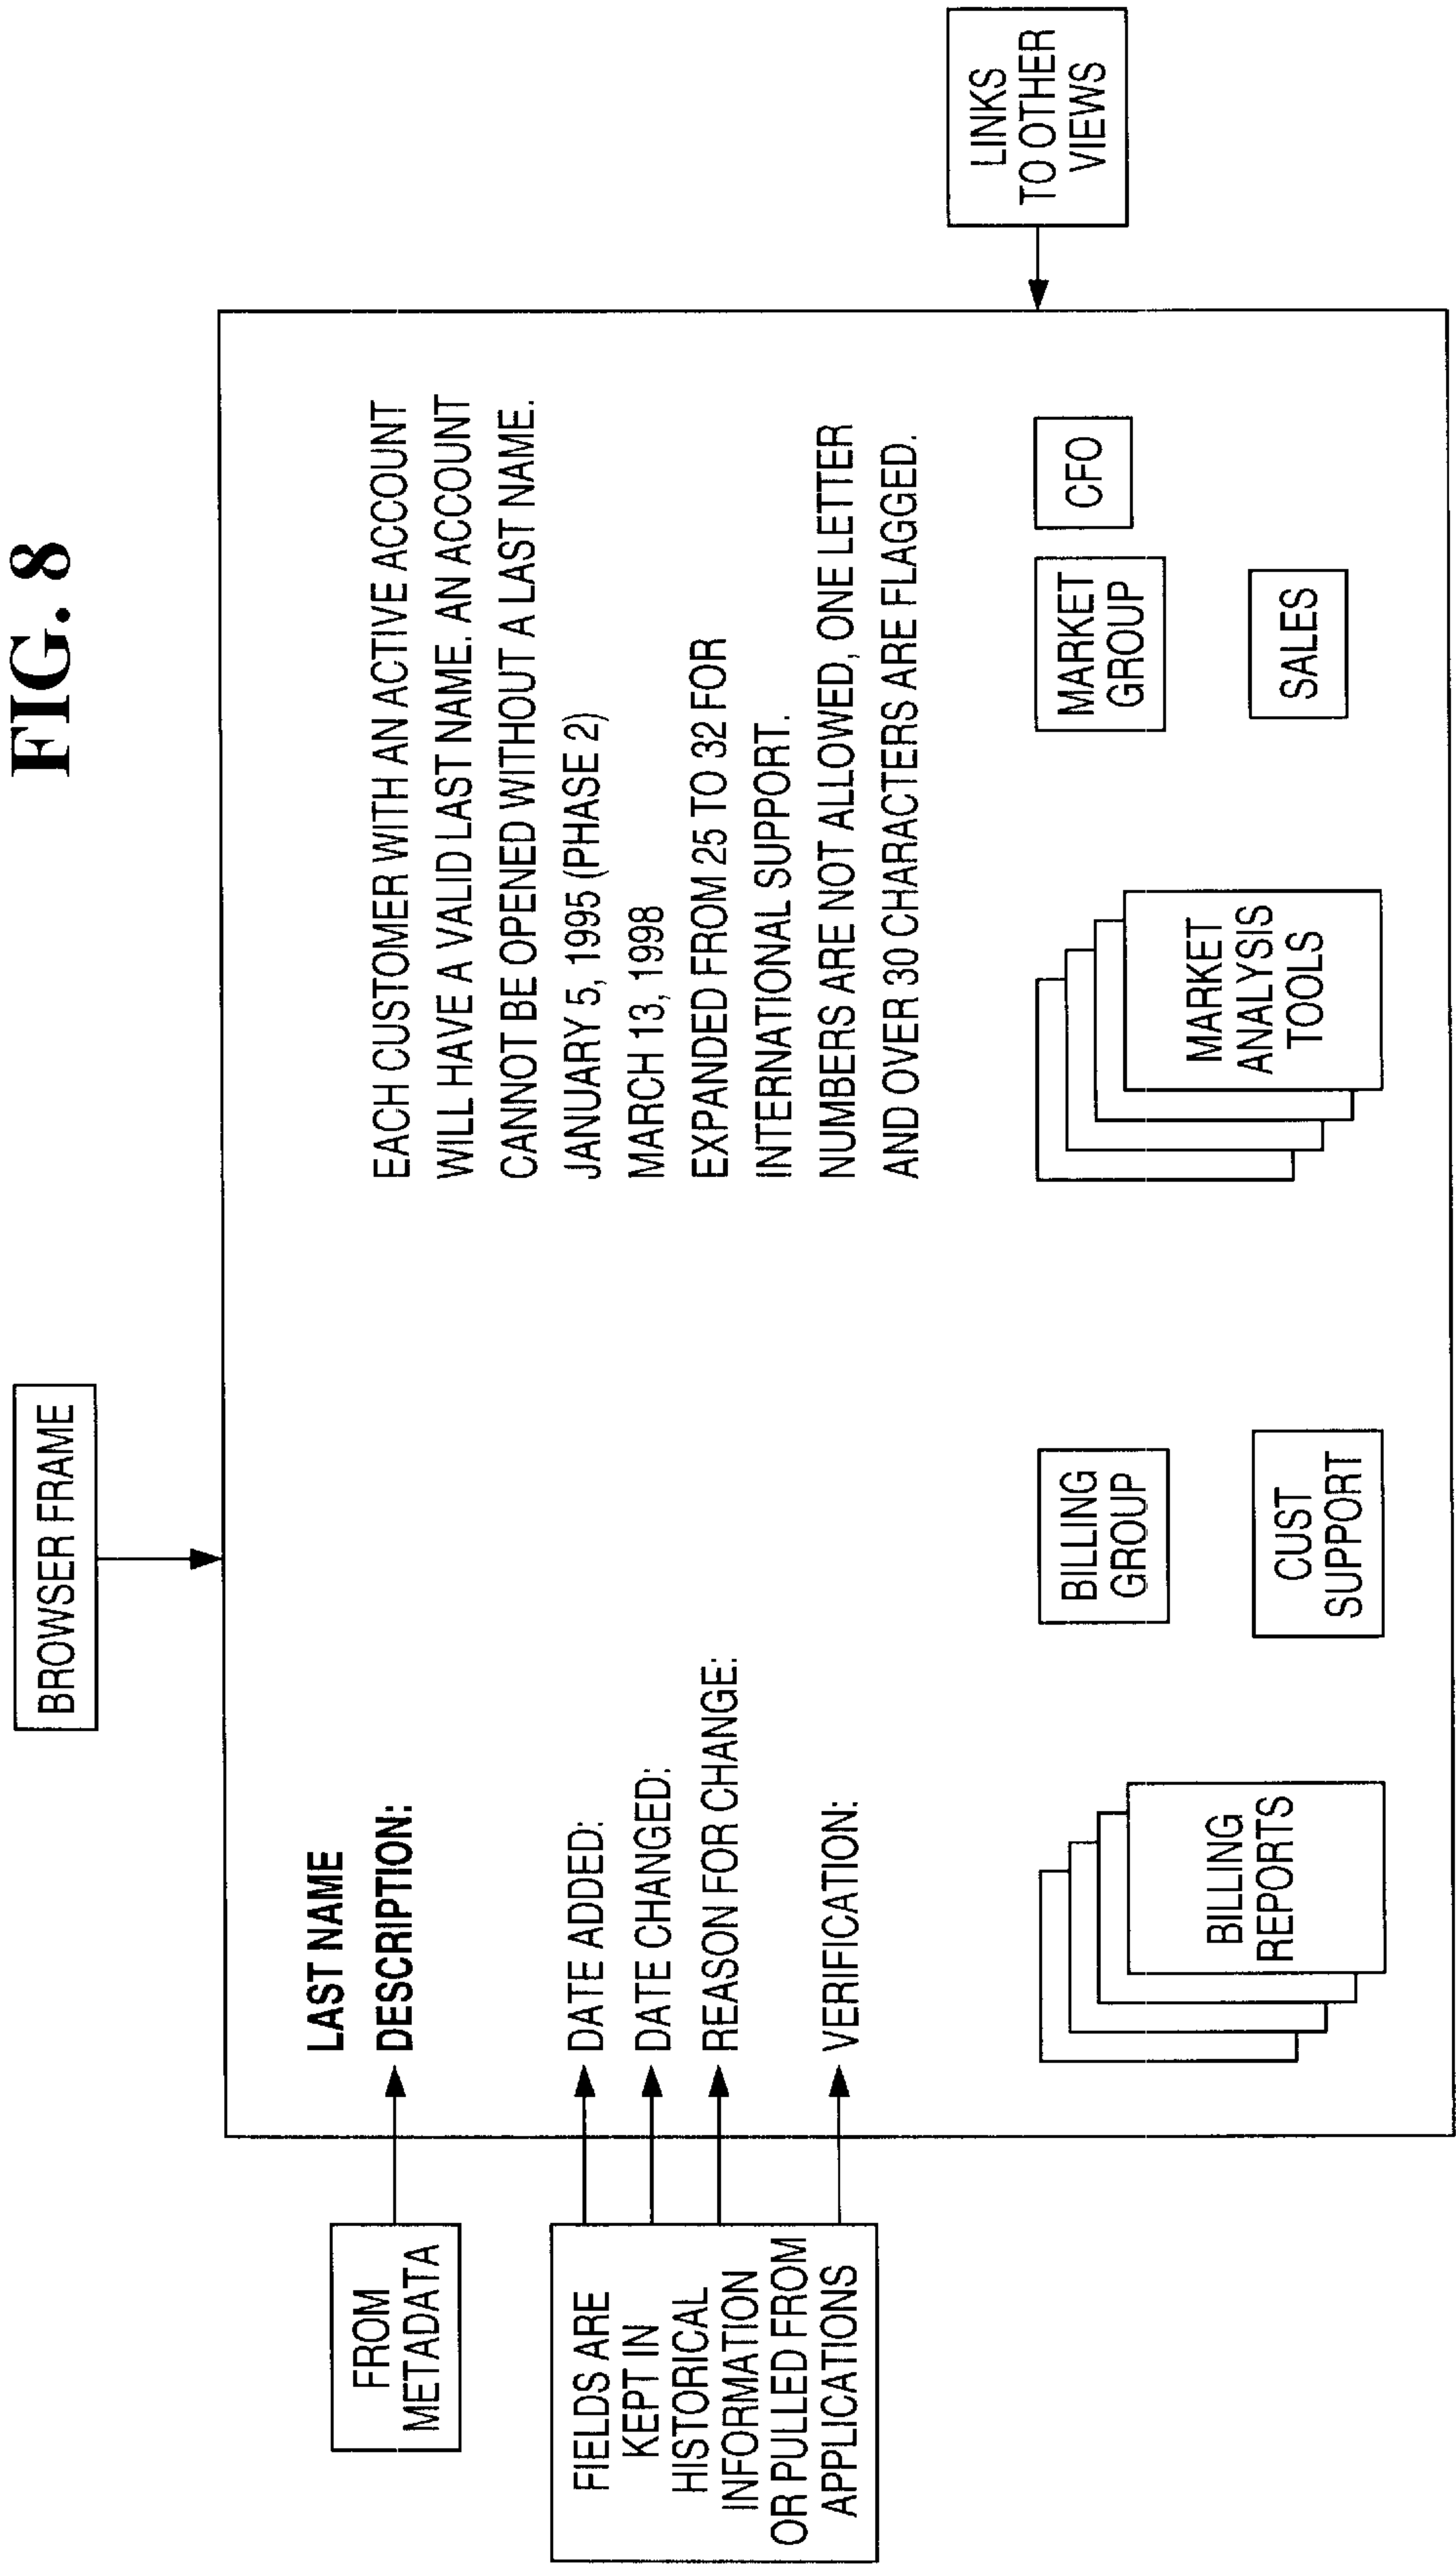 FIG. 8
BROWSER FRAME
LAST NAME
DESCRIPTION:
EACH CUSTOMER WITH AN ACTIVE ACCOUNT
WILL HAVE A VALID LAST NAME. AN ACCOUNT
CANNOT BE OPENED WITHOUT A LAST NAME.
DATE ADDED:
JANUARY 5, 1995 (PHASE 2)
DATE CHANGED:
MARCH 13, 1998
REASON FOR CHANGE:
EXPANDED FROM 25 TO 32 FOR
INTERNATIONAL SUPPORT.
VERIFICATION:
NUMBERS ARE NOT ALLOWED, ONE LETTER
AND OVER 30 CHARACTERS ARE FLAGGED.
FROM
METADATA
FIELDS ARE
KEPT IN
HISTORICAL
INFORMATION
OR PULLED FROM
APPLICATIONS
BILLING
REPORTS
BILLING
GROUP
CUST
SUPPORT
MARKET
ANALYSIS
TOOLS
MARKET
GROUP
CFO
SALES
LINKS
TO OTHER
VIEWS